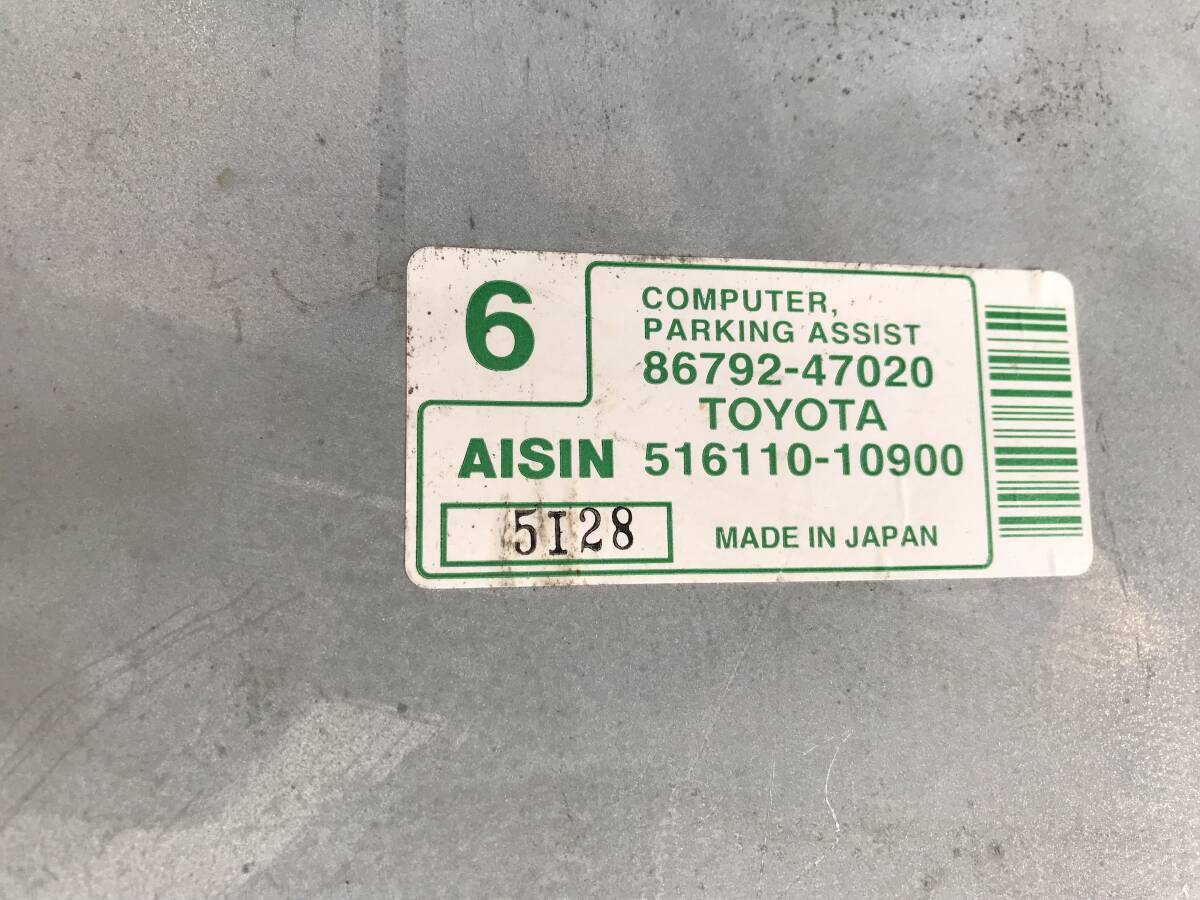 6
COMPUTER,
PARKING ASSIST
86792-47020
TOYOTA
AISIN 516110-10900
5I28
MADE IN JAPAN